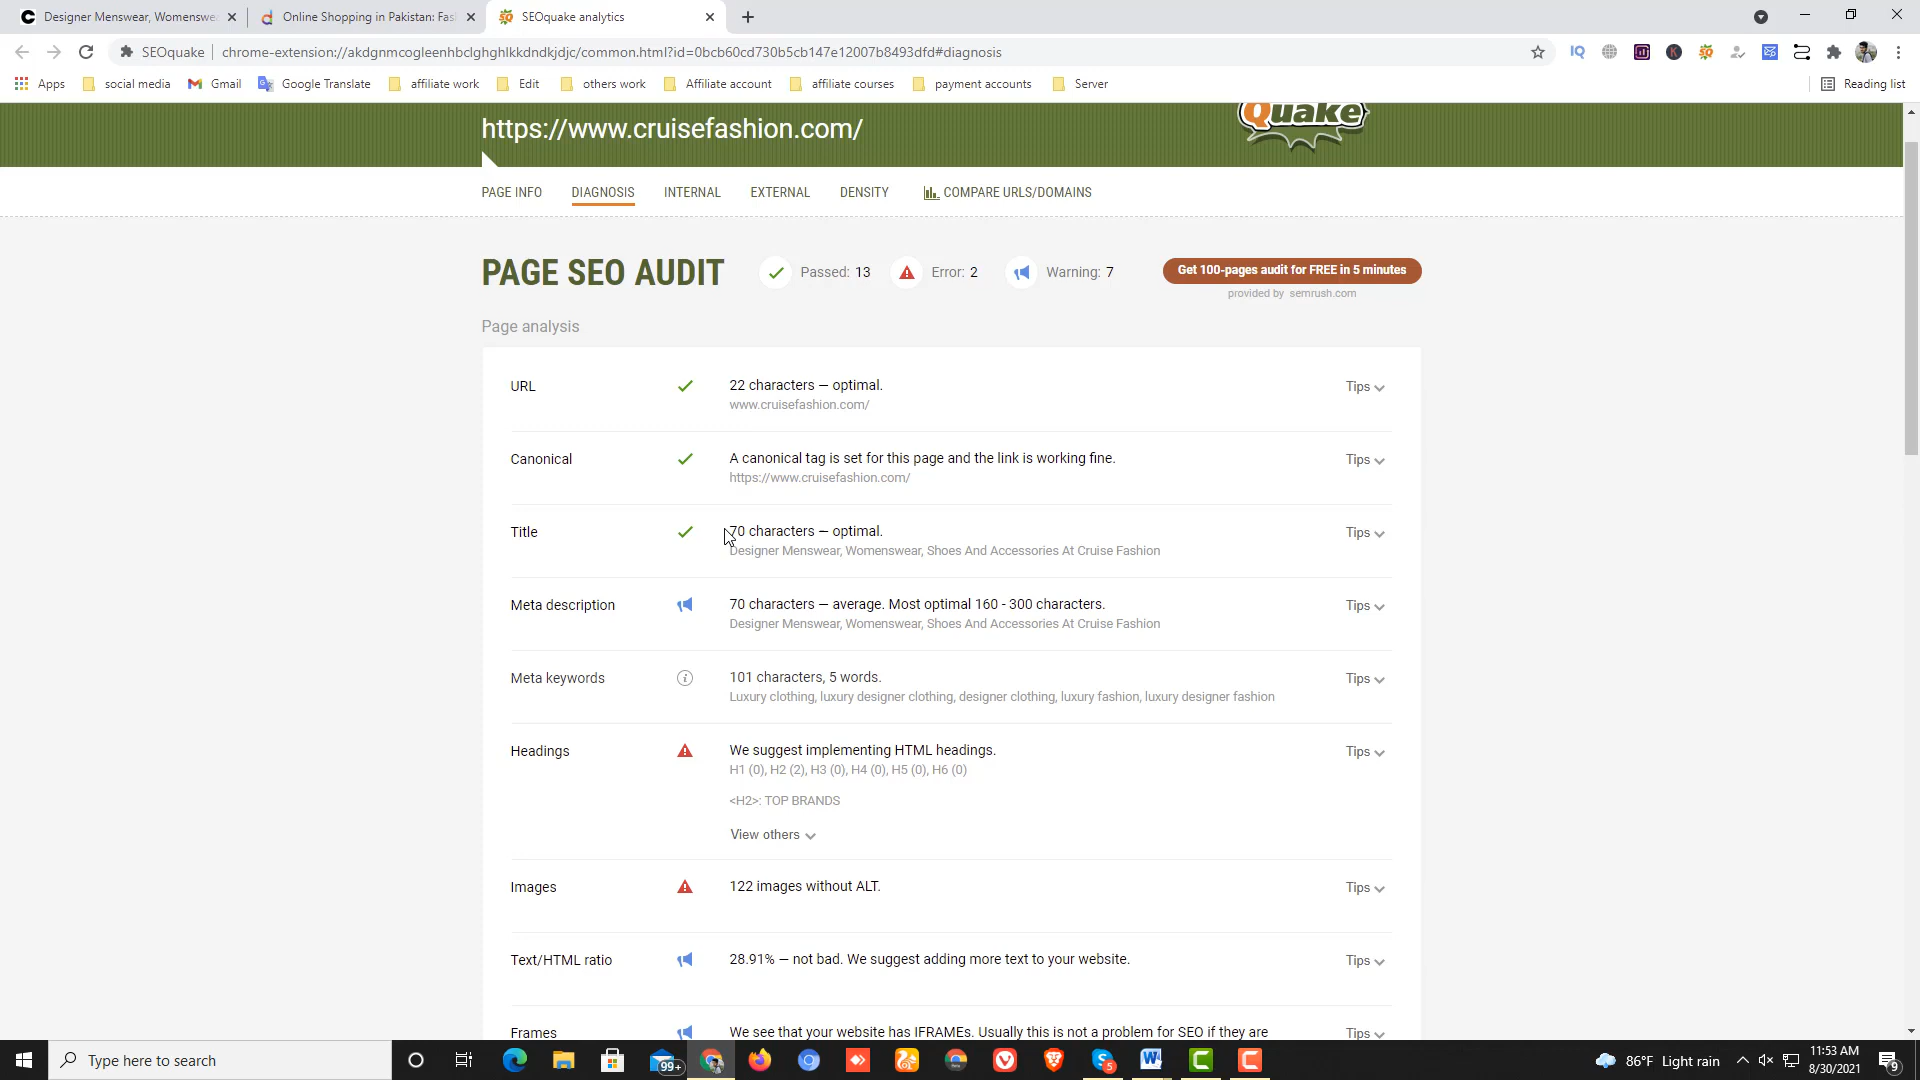 Designer Menswear, Womenswe
Online Shopping in Pakistan: Fas
SEOquake analytics
SEOquake
chrome-extension://akdgnmcogleenhbclghghlkkdndkjdjc/common.html?id=0bcb60cd730b5cb147e12007b8493dfd#diagnosis
IQ
K
Apps
social media
Gmail
Google Translate
affiliate work
Edit
others work
Affiliate account
affiliate courses
payment accounts
Server
Reading list
https://www.cruisefashion.com/
Quake
PAGE INFO
DIAGNOSIS
INTERNAL
EXTERNAL
DENSITY
COMPARE URLS/DOMAINS
PAGE SEO AUDIT
Passed: 13
Error: 2
Warning: 7
Get 100-pages audit for FREE in 5 minutes
provided by semrush.com
Page analysis
URL
22 characters — optimal.
Tips
www.cruisefashion.com/
Canonical
A canonical tag is set for this page and the link is working fine.
Tips
https://www.cruisefashion.com/
Title
70 characters — optimal.
Tips
Designer Menswear, Womenswear, Shoes And Accessories At Cruise Fashion
Meta description
70 characters — average. Most optimal 160 - 300 characters.
Tips
Designer Menswear, Womenswear, Shoes And Accessories At Cruise Fashion
Meta keywords
101 characters, 5 words.
Tips
Luxury clothing, luxury designer clothing, designer clothing, luxury fashion, luxury designer fashion
Headings
We suggest implementing HTML headings.
Tips
H1 (0), H2 (2), H3 (0), H4 (0), H5 (0), H6 (0)
<H2>: TOP BRANDS
View others
Images
122 images without ALT.
Tips
Text/HTML ratio
28.91% — not bad. We suggest adding more text to your website.
Tips
Frames
We see that your website has IFRAMEs. Usually this is not a problem for SEO if they are
Tips
Type here to search
99+
5
86°F Light rain
11:53 AM
8/30/2021
9